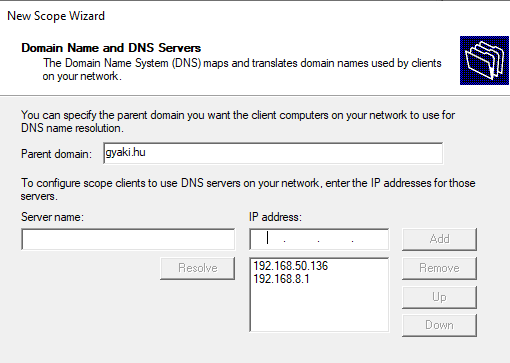 New Scope Wizard
Domain Name and DNS Servers
The Domain Name System (DNS) maps and translates domain names used by clients
on your network.
You can specify the parent domain you want the client computers on your network to use for
DNS name resolution.
Parent domain: gyaki.hu
To configure scope clients to use DNS servers on your network, enter the IP addresses for those
servers.
Server name: IP address:
. . . Add
Resolve 192.168.50.136 Remove
192.168.8.1
Up
Down